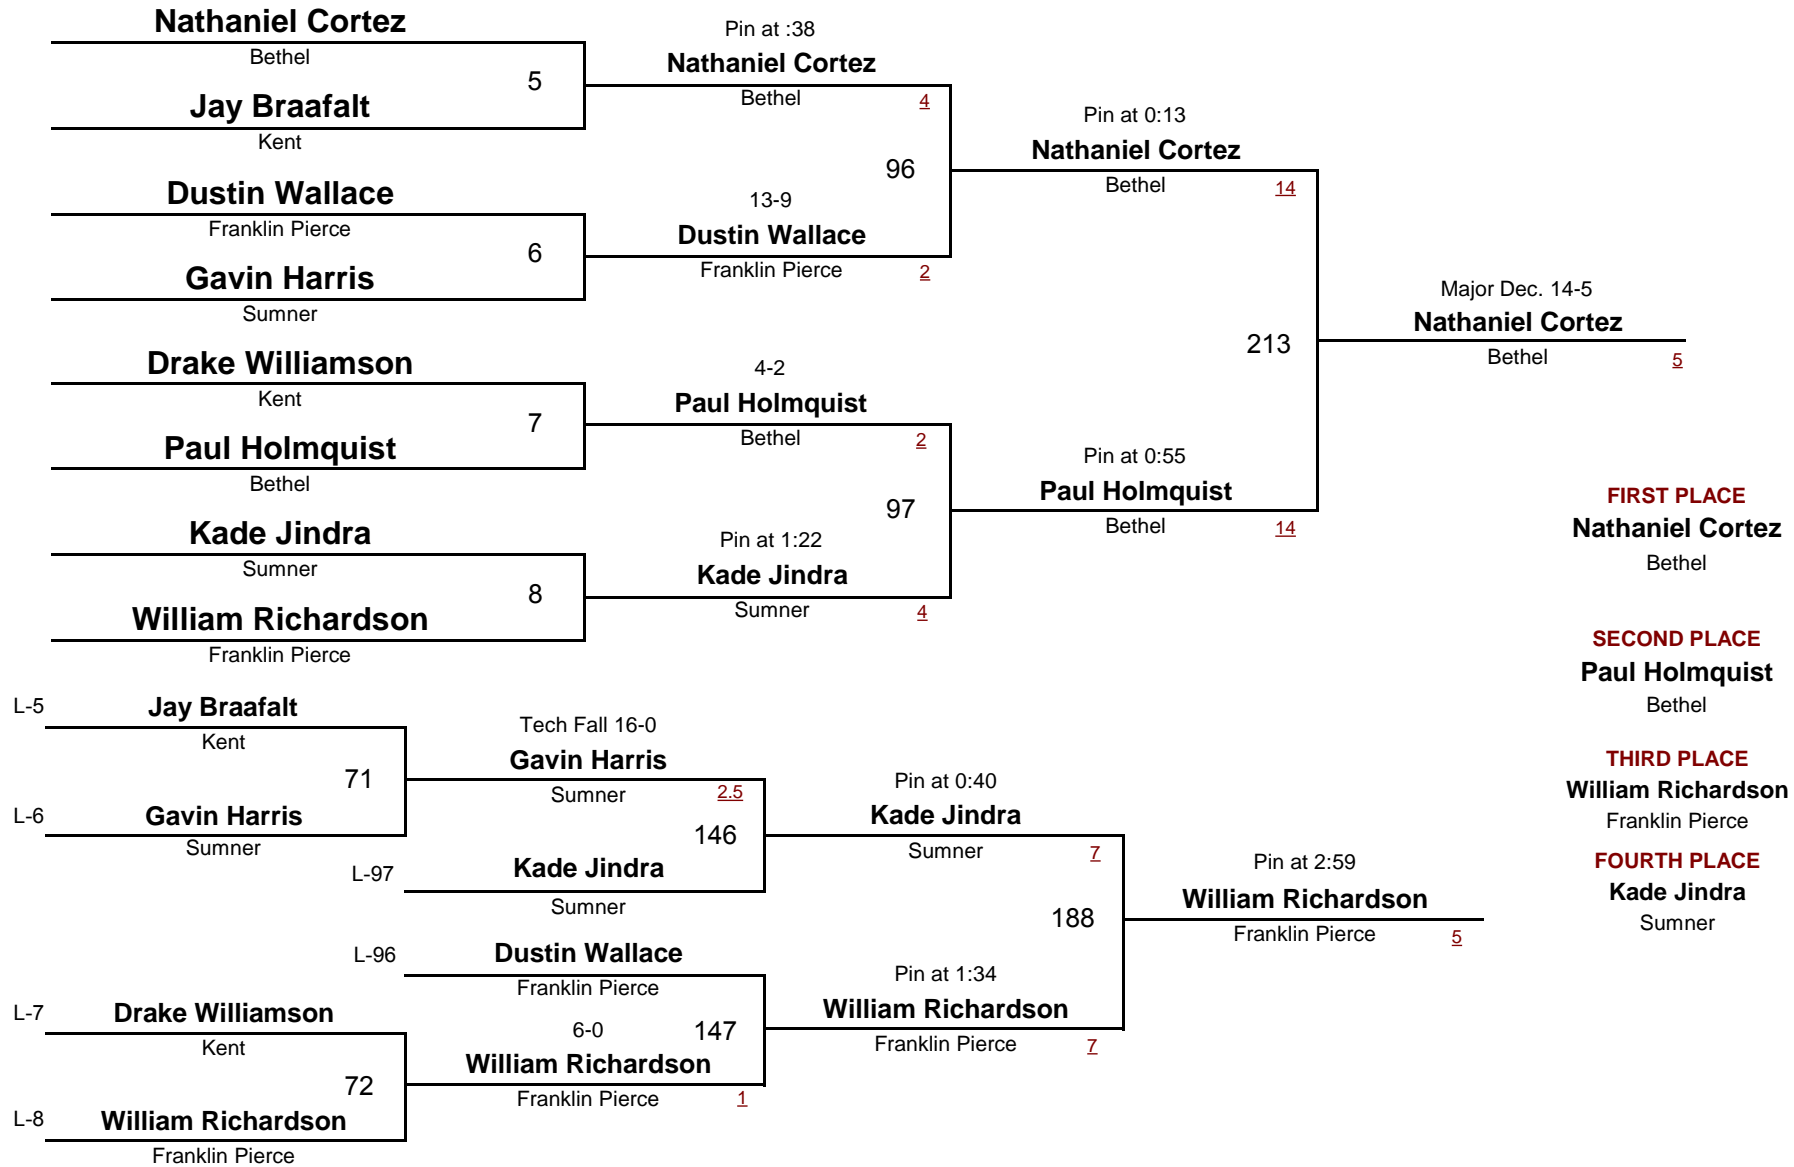 Nathaniel Cortez
Bethel
5
Jay Braafalt
Kent
Dustin Wallace
Franklin Pierce
6
Gavin Harris
Sumner
Drake Williamson
Kent
7
Paul Holmquist
Bethel
Kade Jindra
Sumner
8
William Richardson
Franklin Pierce
Pin at :38
Nathaniel Cortez
Bethel 4
96
13-9
Dustin Wallace
Franklin Pierce 2
4-2
Paul Holmquist
Bethel 2
97
Pin at 1:22
Kade Jindra
Sumner 4
Pin at 0:13
Nathaniel Cortez
Bethel 14
213
Pin at 0:55
Paul Holmquist
Bethel 14
Major Dec. 14-5
Nathaniel Cortez
Bethel 5
FIRST PLACE
Nathaniel Cortez
Bethel
SECOND PLACE
Paul Holmquist
Bethel
THIRD PLACE
William Richardson
Franklin Pierce
FOURTH PLACE
Kade Jindra
Sumner
L-5 Jay Braafalt
Kent
71
L-6 Gavin Harris
Sumner
Tech Fall 16-0
Gavin Harris
Sumner 2.5
146
L-97 Kade Jindra
Sumner
L-96 Dustin Wallace
Franklin Pierce
147
L-7 Drake Williamson
Kent
72
L-8 William Richardson
Franklin Pierce
6-0
William Richardson
Franklin Pierce 1
Pin at 0:40
Kade Jindra
Sumner 7
188
Pin at 1:34
William Richardson
Franklin Pierce 7
Pin at 2:59
William Richardson
Franklin Pierce 5